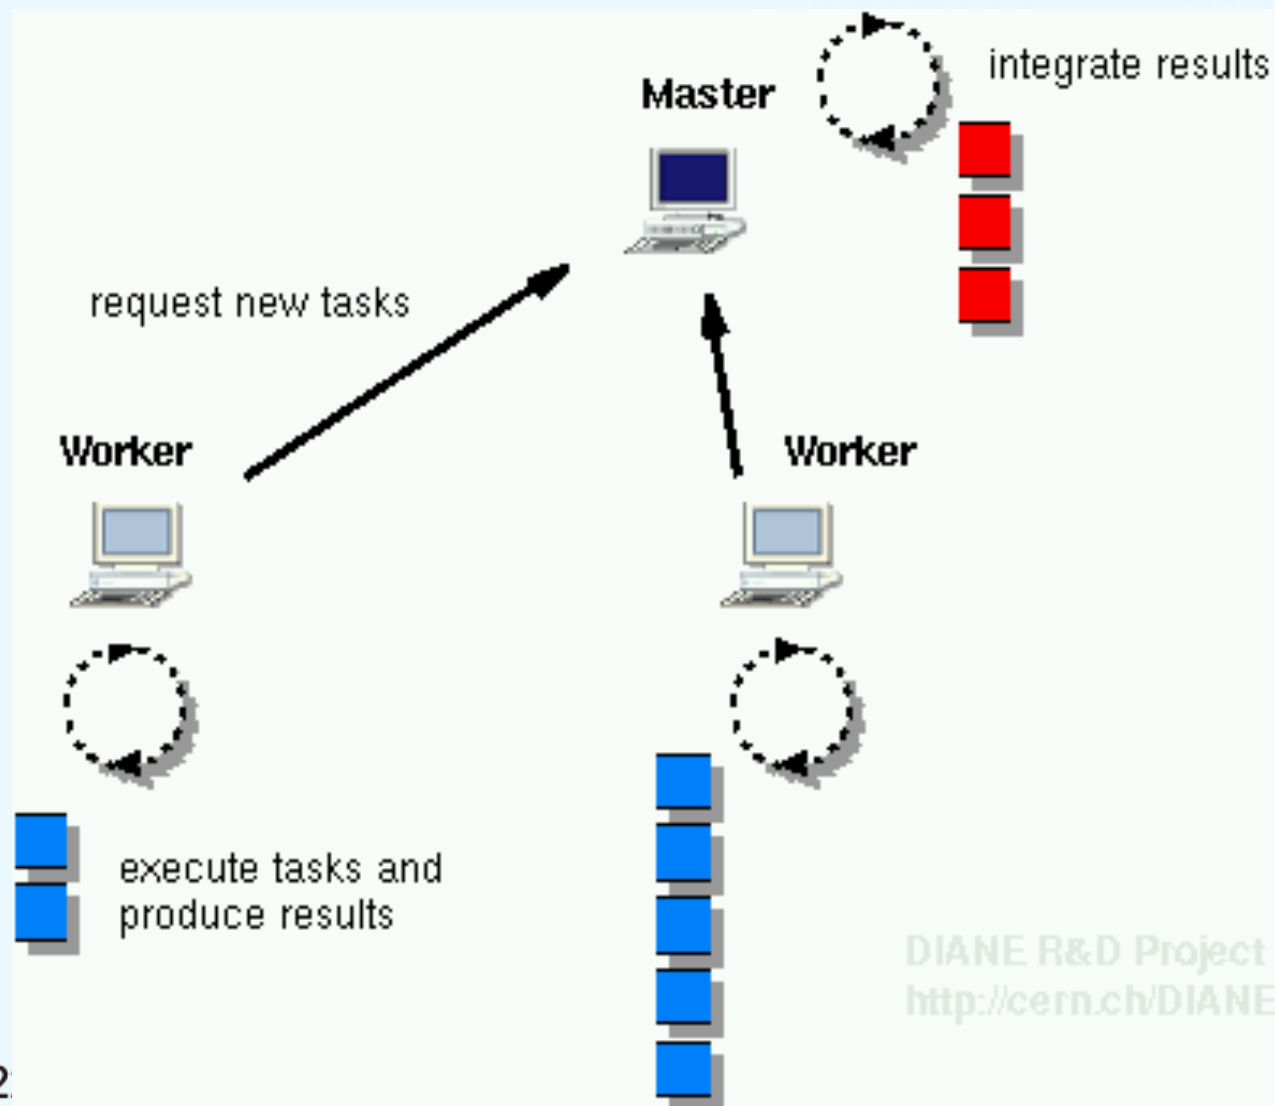 integrate results
Master
request new tasks
Worker
Worker
execute tasks and
produce results
DIANE R&D Project
http://cern.ch/DIANE
2